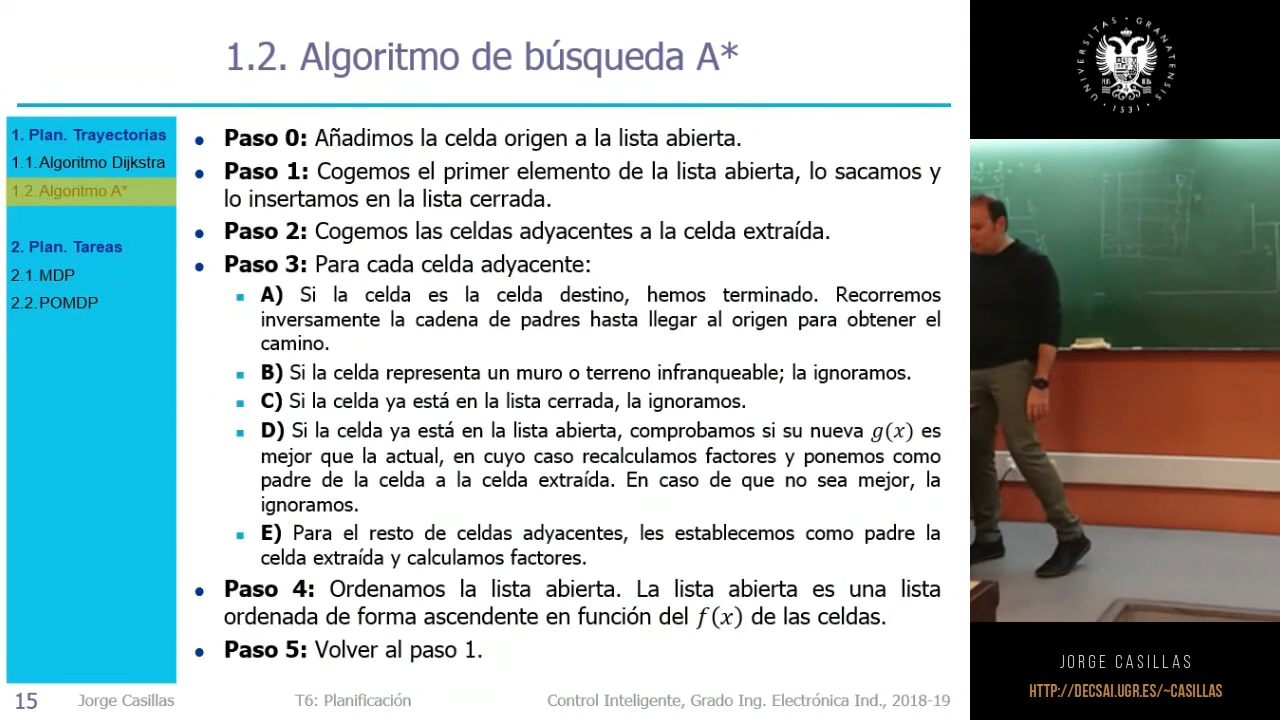 1.2. Algoritmo de búsqueda A*
1. Plan. Trayectorias
1.1. Algoritmo Dijkstra
1.2. Algoritmo A*
2. Plan. Tareas
2.1. MDP
2.2. POMDP
• Paso 0: Añadimos la celda origen a la lista abierta.
• Paso 1: Cogemos el primer elemento de la lista abierta, lo sacamos y
lo insertamos en la lista cerrada.
• Paso 2: Cogemos las celdas adyacentes a la celda extraída.
• Paso 3: Para cada celda adyacente:
▪ A) Si la celda es la celda destino, hemos terminado. Recorremos
inversamente la cadena de padres hasta llegar al origen para obtener el
camino.
▪ B) Si la celda representa un muro o terreno infranqueable; la ignoramos.
▪ C) Si la celda ya está en la lista cerrada, la ignoramos.
▪ D) Si la celda ya está en la lista abierta, comprobamos si su nueva g(x) es
mejor que la actual, en cuyo caso recalculamos factores y ponemos como
padre de la celda a la celda extraída. En caso de que no sea mejor, la
ignoramos.
▪ E) Para el resto de celdas adyacentes, les establecemos como padre la
celda extraída y calculamos factores.
• Paso 4: Ordenamos la lista abierta. La lista abierta es una lista
ordenada de forma ascendente en función del f(x) de las celdas.
• Paso 5: Volver al paso 1.
15
Jorge Casillas
T6: Planificación
Control Inteligente, Grado Ing. Electrónica Ind., 2018-19
UNIVERSITAS GRANATENSIS
1531
JORGE CASILLAS
HTTP://DECSAI.UGR.ES/~CASILLAS